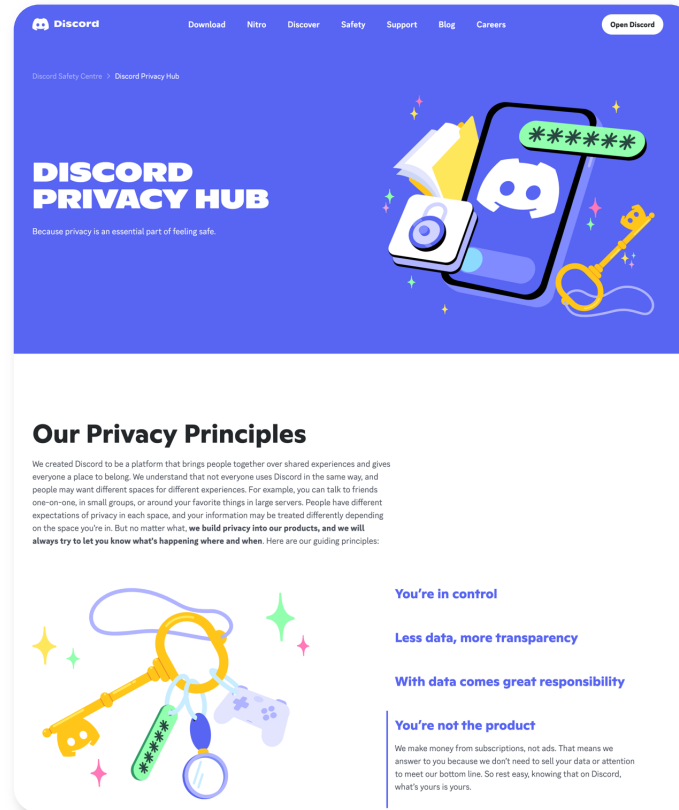 Discord
Download Nitro Discover Safety Support Blog Careers
Open Discord
Discord Safety Centre > Discord Privacy Hub
DISCORD
PRIVACY HUB
Because privacy is an essential part of feeling safe.
Our Privacy Principles
We created Discord to be a platform that brings people together over shared experiences and gives
everyone a place to belong. We understand that not everyone uses Discord in the same way, and
people may want different spaces for different experiences. For example, you can talk to friends
one-on-one, in small groups, or around your favorite things in large servers. People have different
expectations of privacy in each space, and your information may be treated differently depending
on the space you're in. But no matter what, we build privacy into our products, and we will
always try to let you know what's happening where and when. Here are our guiding principles:
You're in control
Less data, more transparency
With data comes great responsibility
You're not the product
We make money from subscriptions, not ads. That means we
answer to you because we don't need to sell your data or attention
to meet our bottom line. So rest easy, knowing that on Discord,
what's yours is yours.